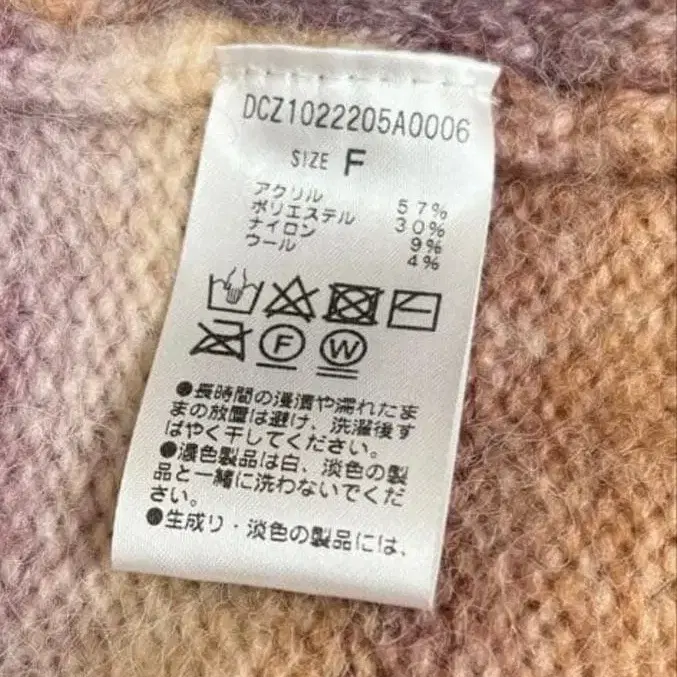 DCZ1022205A0006
SIZE F
アクリル 57%
ポリエステル 30%
ナイロン 9%
ウール 4%
F W
●長時間の浸漬や濡れたま
まの放置は避け、洗濯後す
ばやく干してください。
●濃色製品は白、淡色の製
品と一緒に洗わないでくだ
さい。
●生成り・淡色の製品には、